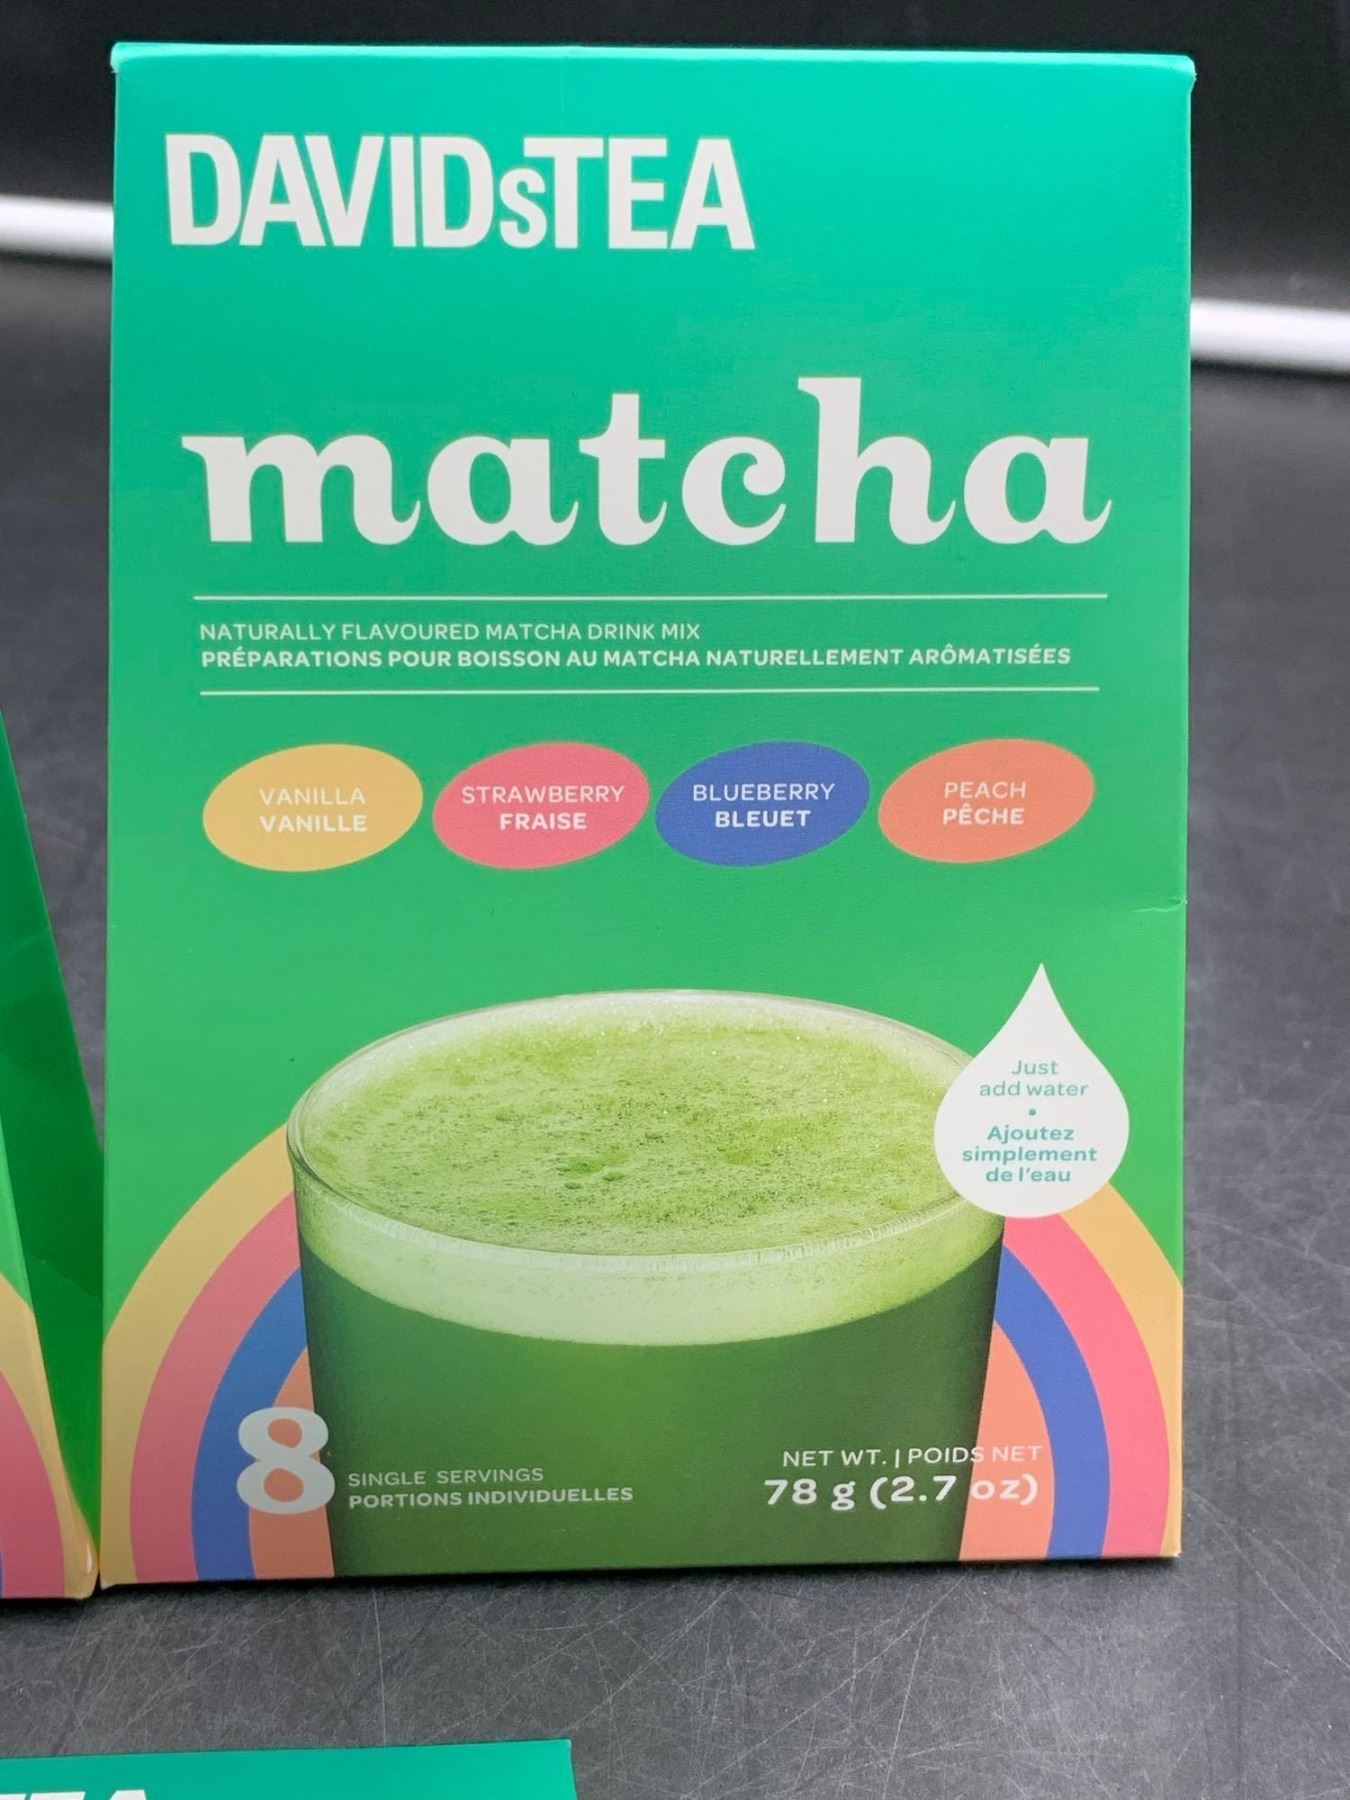 DAVIDsTEA
matcha
NATURALLY FLAVOURED MATCHA DRINK MIX
PRÉPARATIONS POUR BOISSON AU MATCHA NATURELLEMENT ARÔMATISÉES
VANILLA
VANILLE
STRAWBERRY
FRAISE
BLUEBERRY
BLEUET
PEACH
PÊCHE
Just
add water
•
Ajoutez
simplement
de l'eau
8
SINGLE SERVINGS
PORTIONS INDIVIDUELLES
NET WT. | POIDS NET
78 g (2.7 oz)
TEA